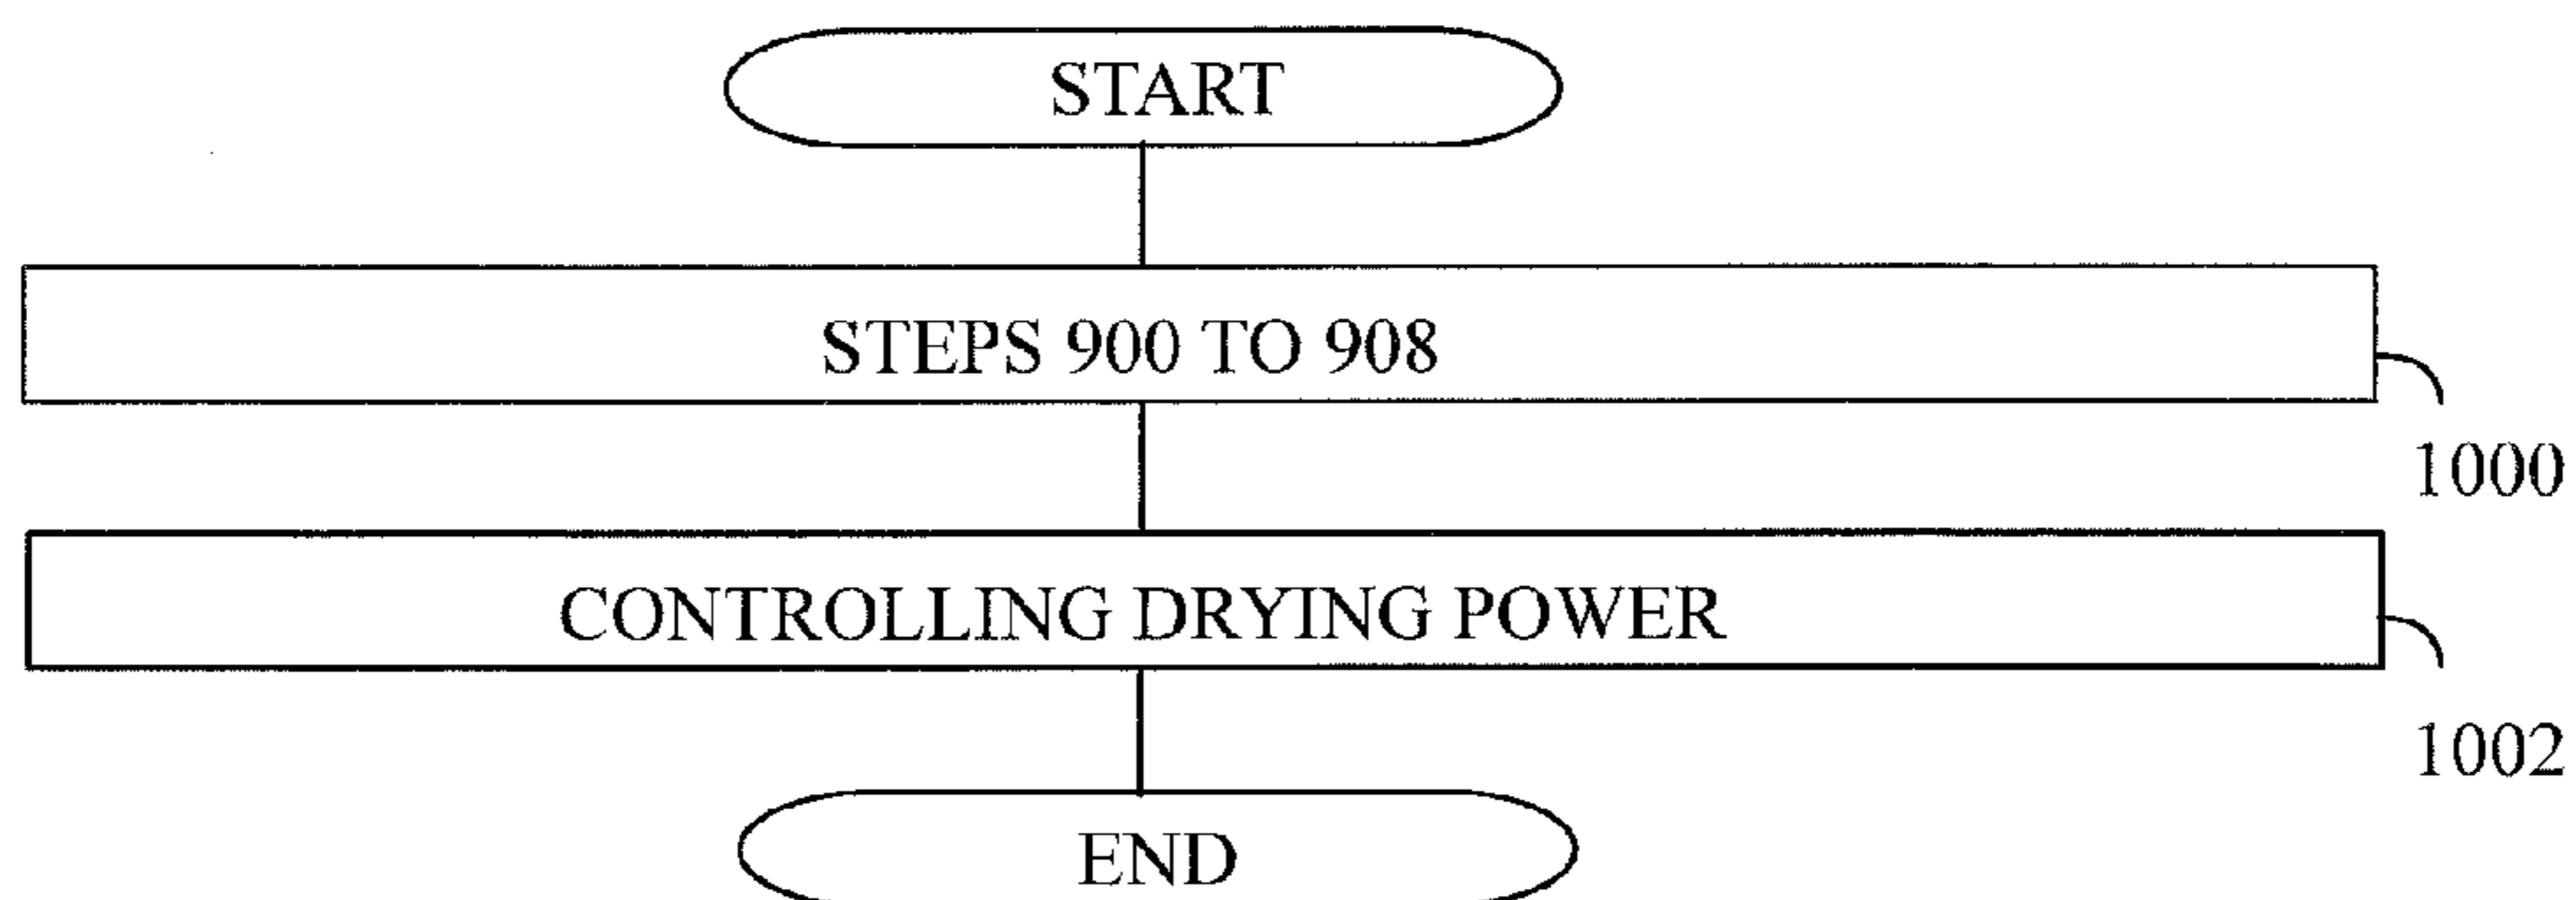 START
STEPS 900 TO 908
1000
CONTROLLING DRYING POWER
1002
END